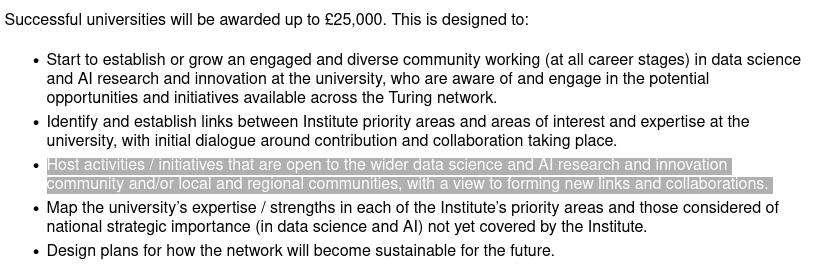 Successful universities will be awarded up to £25,000. This is designed to:
• Start to establish or grow an engaged and diverse community working (at all career stages) in data science
and AI research and innovation at the university, who are aware of and engage in the potential
opportunities and initiatives available across the Turing network.
• Identify and establish links between Institute priority areas and areas of interest and expertise at the
university, with initial dialogue around contribution and collaboration taking place.
• Host activities / initiatives that are open to the wider data science and AI research and innovation
community and/or local and regional communities, with a view to forming new links and collaborations.
• Map the university’s expertise / strengths in each of the Institute’s priority areas and those considered of
national strategic importance (in data science and AI) not yet covered by the Institute.
• Design plans for how the network will become sustainable for the future.